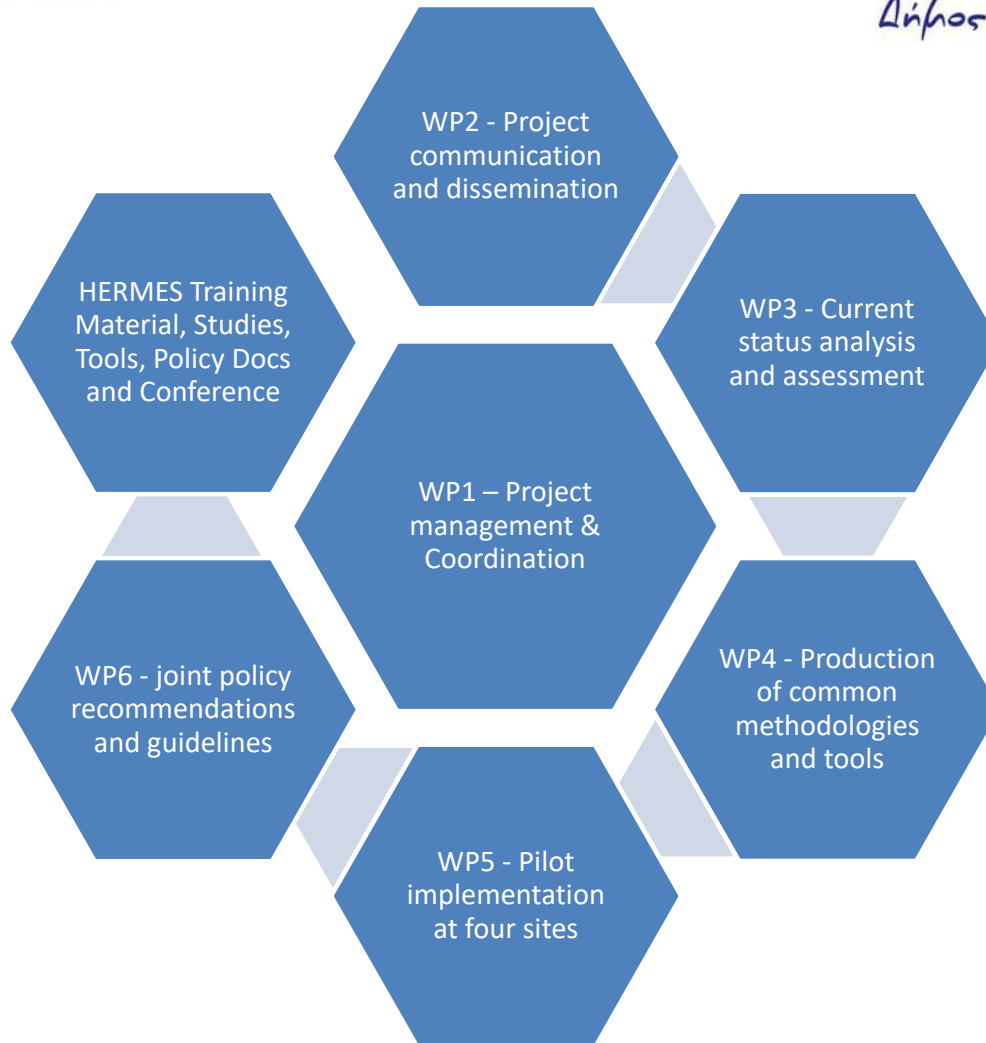 Δήμος
WP2 - Project
communication
and dissemination
HERMES Training
Material, Studies,
Tools, Policy Docs
and Conference
WP3 - Current
status analysis
and assessment
WP1 – Project
management &
Coordination
WP6 - joint policy
recommendations
and guidelines
WP4 - Production
of common
methodologies
and tools
WP5 - Pilot
implementation
at four sites